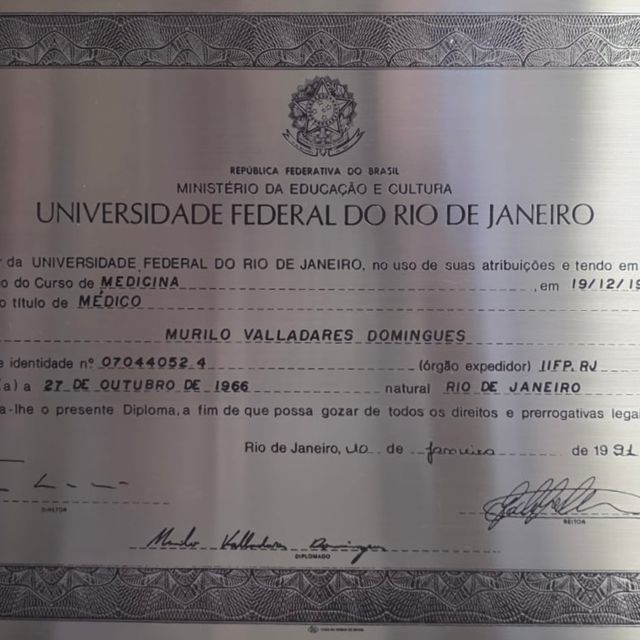 REPÚBLICA FEDERATIVA DO BRASIL
MINISTÉRIO DA EDUCAÇÃO E CULTURA
UNIVERSIDADE FEDERAL DO RIO DE JANEIRO
da UNIVERSIDADE FEDERAL DO RIO DE JANEIRO, no uso de suas atribuições e tendo em
do Curso de MEDICINA , em 19/12/19
título de MÉDICO
MURILO VALLADARES DOMINGUES
identidade nº 07044052 4 (órgão expedidor) IIFP.RJ
a) a 27 DE OUTUBRO DE 1966 natural RIO DE JANEIRO
a-lhe o presente Diploma, a fim de que possa gozar de todos os direitos e prerrogativas legai
Rio de Janeiro, de janeiro de 1991
DIRETOR
REITOR
Murilo Valladares Domingues
DIPLOMADO